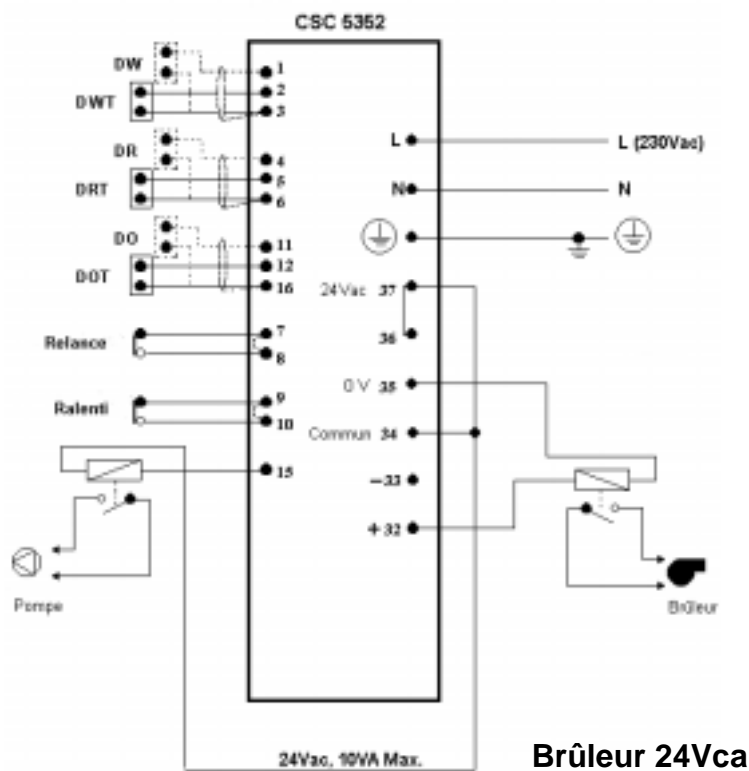 CSC 5352
DW
1
DWT
2
3
DR
4
DRT
5
6
DO
11
DOT
12
16
Relance
7
8
Ralenti
9
10
15
Pompe
L
L (230Vac)
N
N
24Vac 37
36
0 V 35
Commun 34
-33
+32
Brûleur
24Vac, 10VA Max.
Brûleur 24Vca